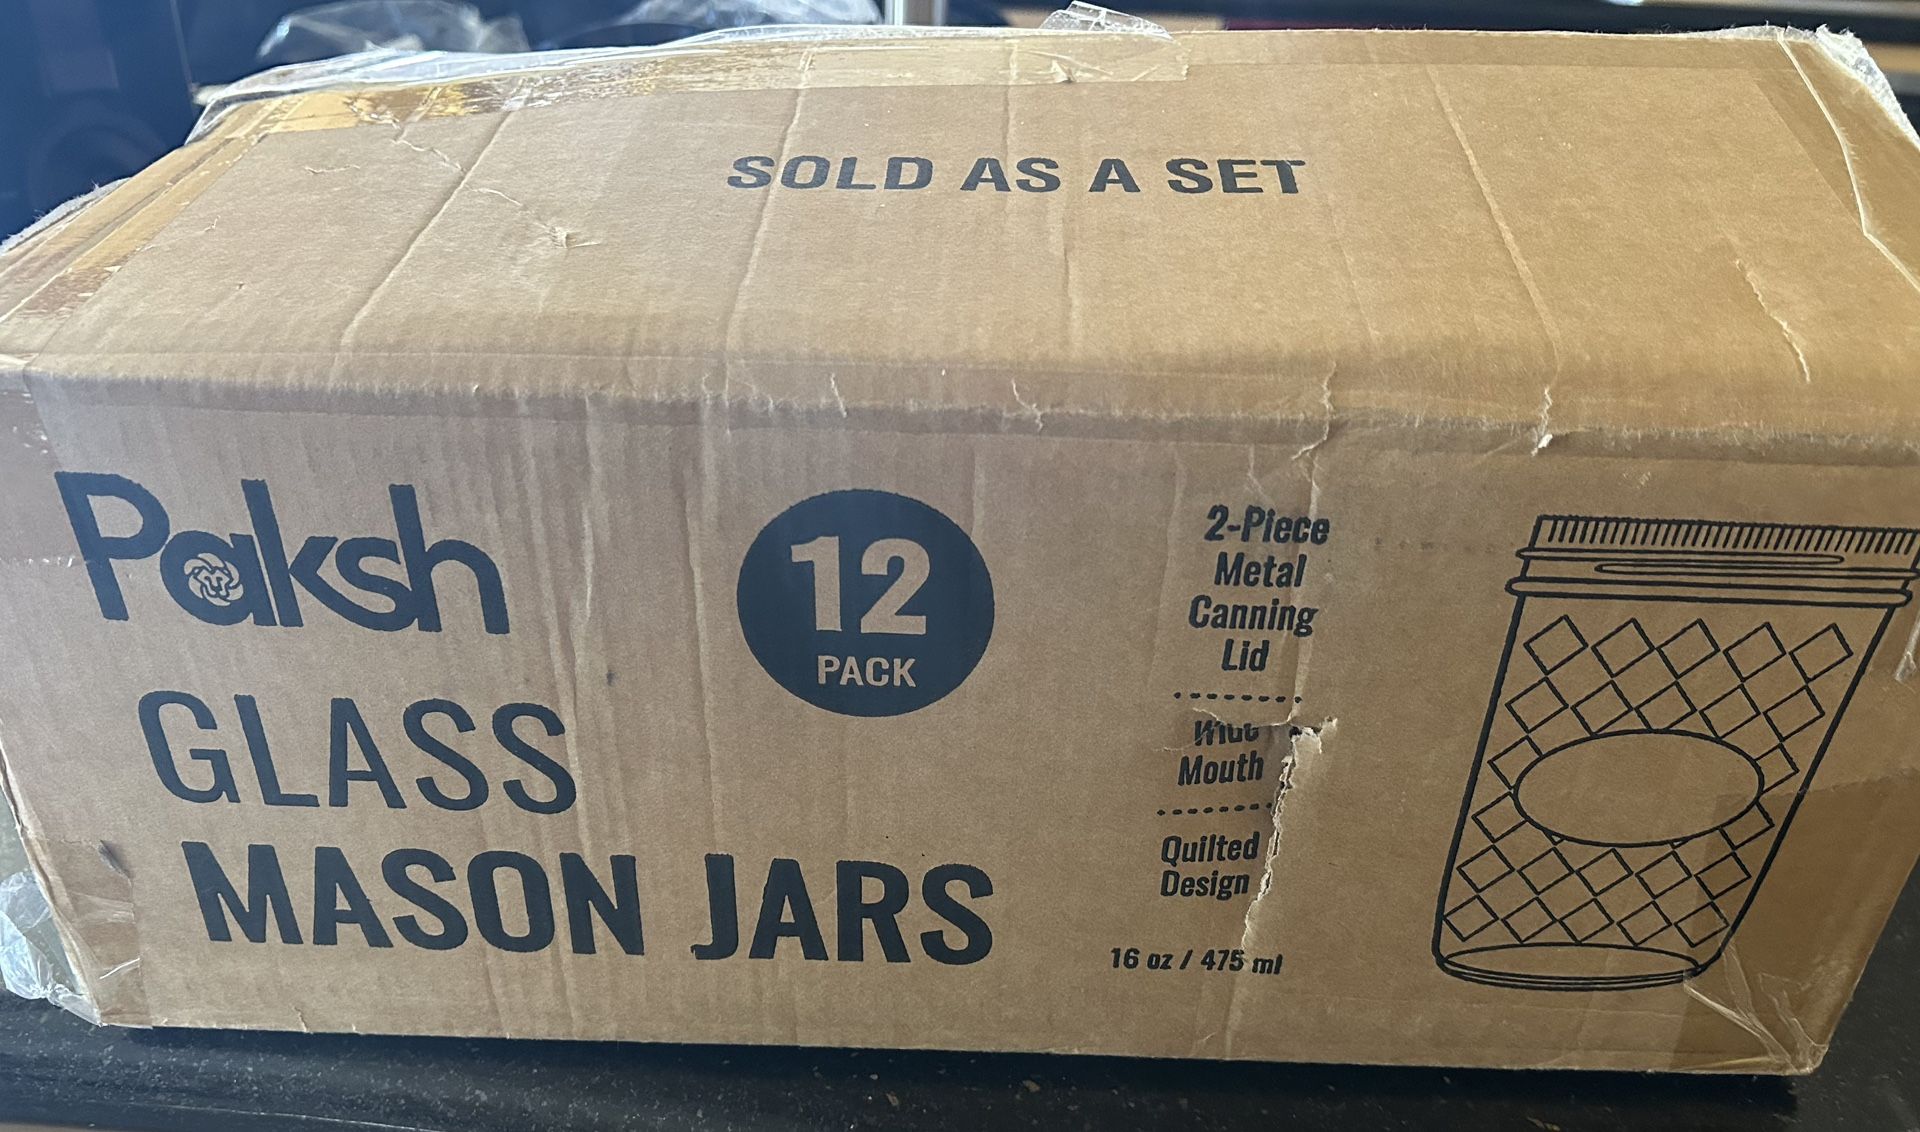 SOLD AS A SET
Paksh
GLASS
MASON JARS
12
PACK
2-Piece
Metal
Canning
Lid
Wide
Mouth
Quilted
Design
16 oz / 475 ml